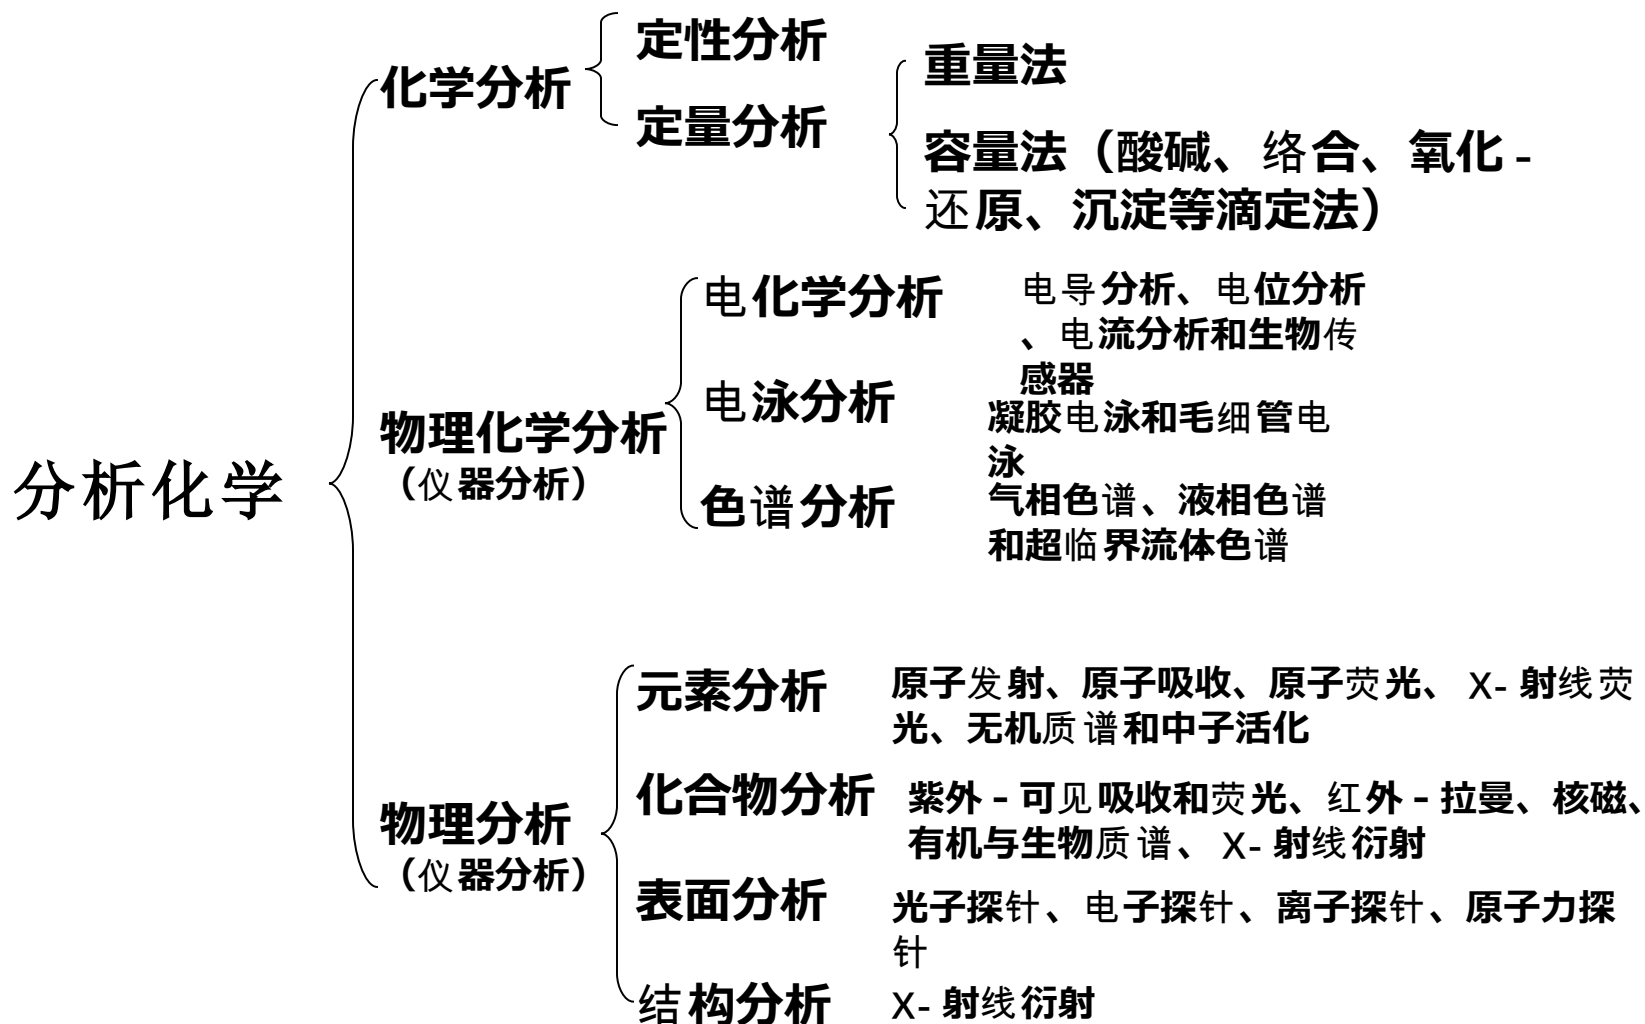 分析化学
化学分析
定性分析
定量分析
重量法
容量法（酸碱、络合、氧化-
还原、沉淀等滴定法）
物理化学分析
（仪器分析）
电化学分析
电导分析、电位分析
、电流分析和生物传
感器
电泳分析
凝胶电泳和毛细管电
泳
色谱分析
气相色谱、液相色谱
和超临界流体色谱
物理分析
（仪器分析）
元素分析
原子发射、原子吸收、原子荧光、X-射线荧
光、无机质谱和中子活化
化合物分析
紫外-可见吸收和荧光、红外-拉曼、核磁、
有机与生物质谱、X-射线衍射
表面分析
光子探针、电子探针、离子探针、原子力探
针
结构分析
X-射线衍射